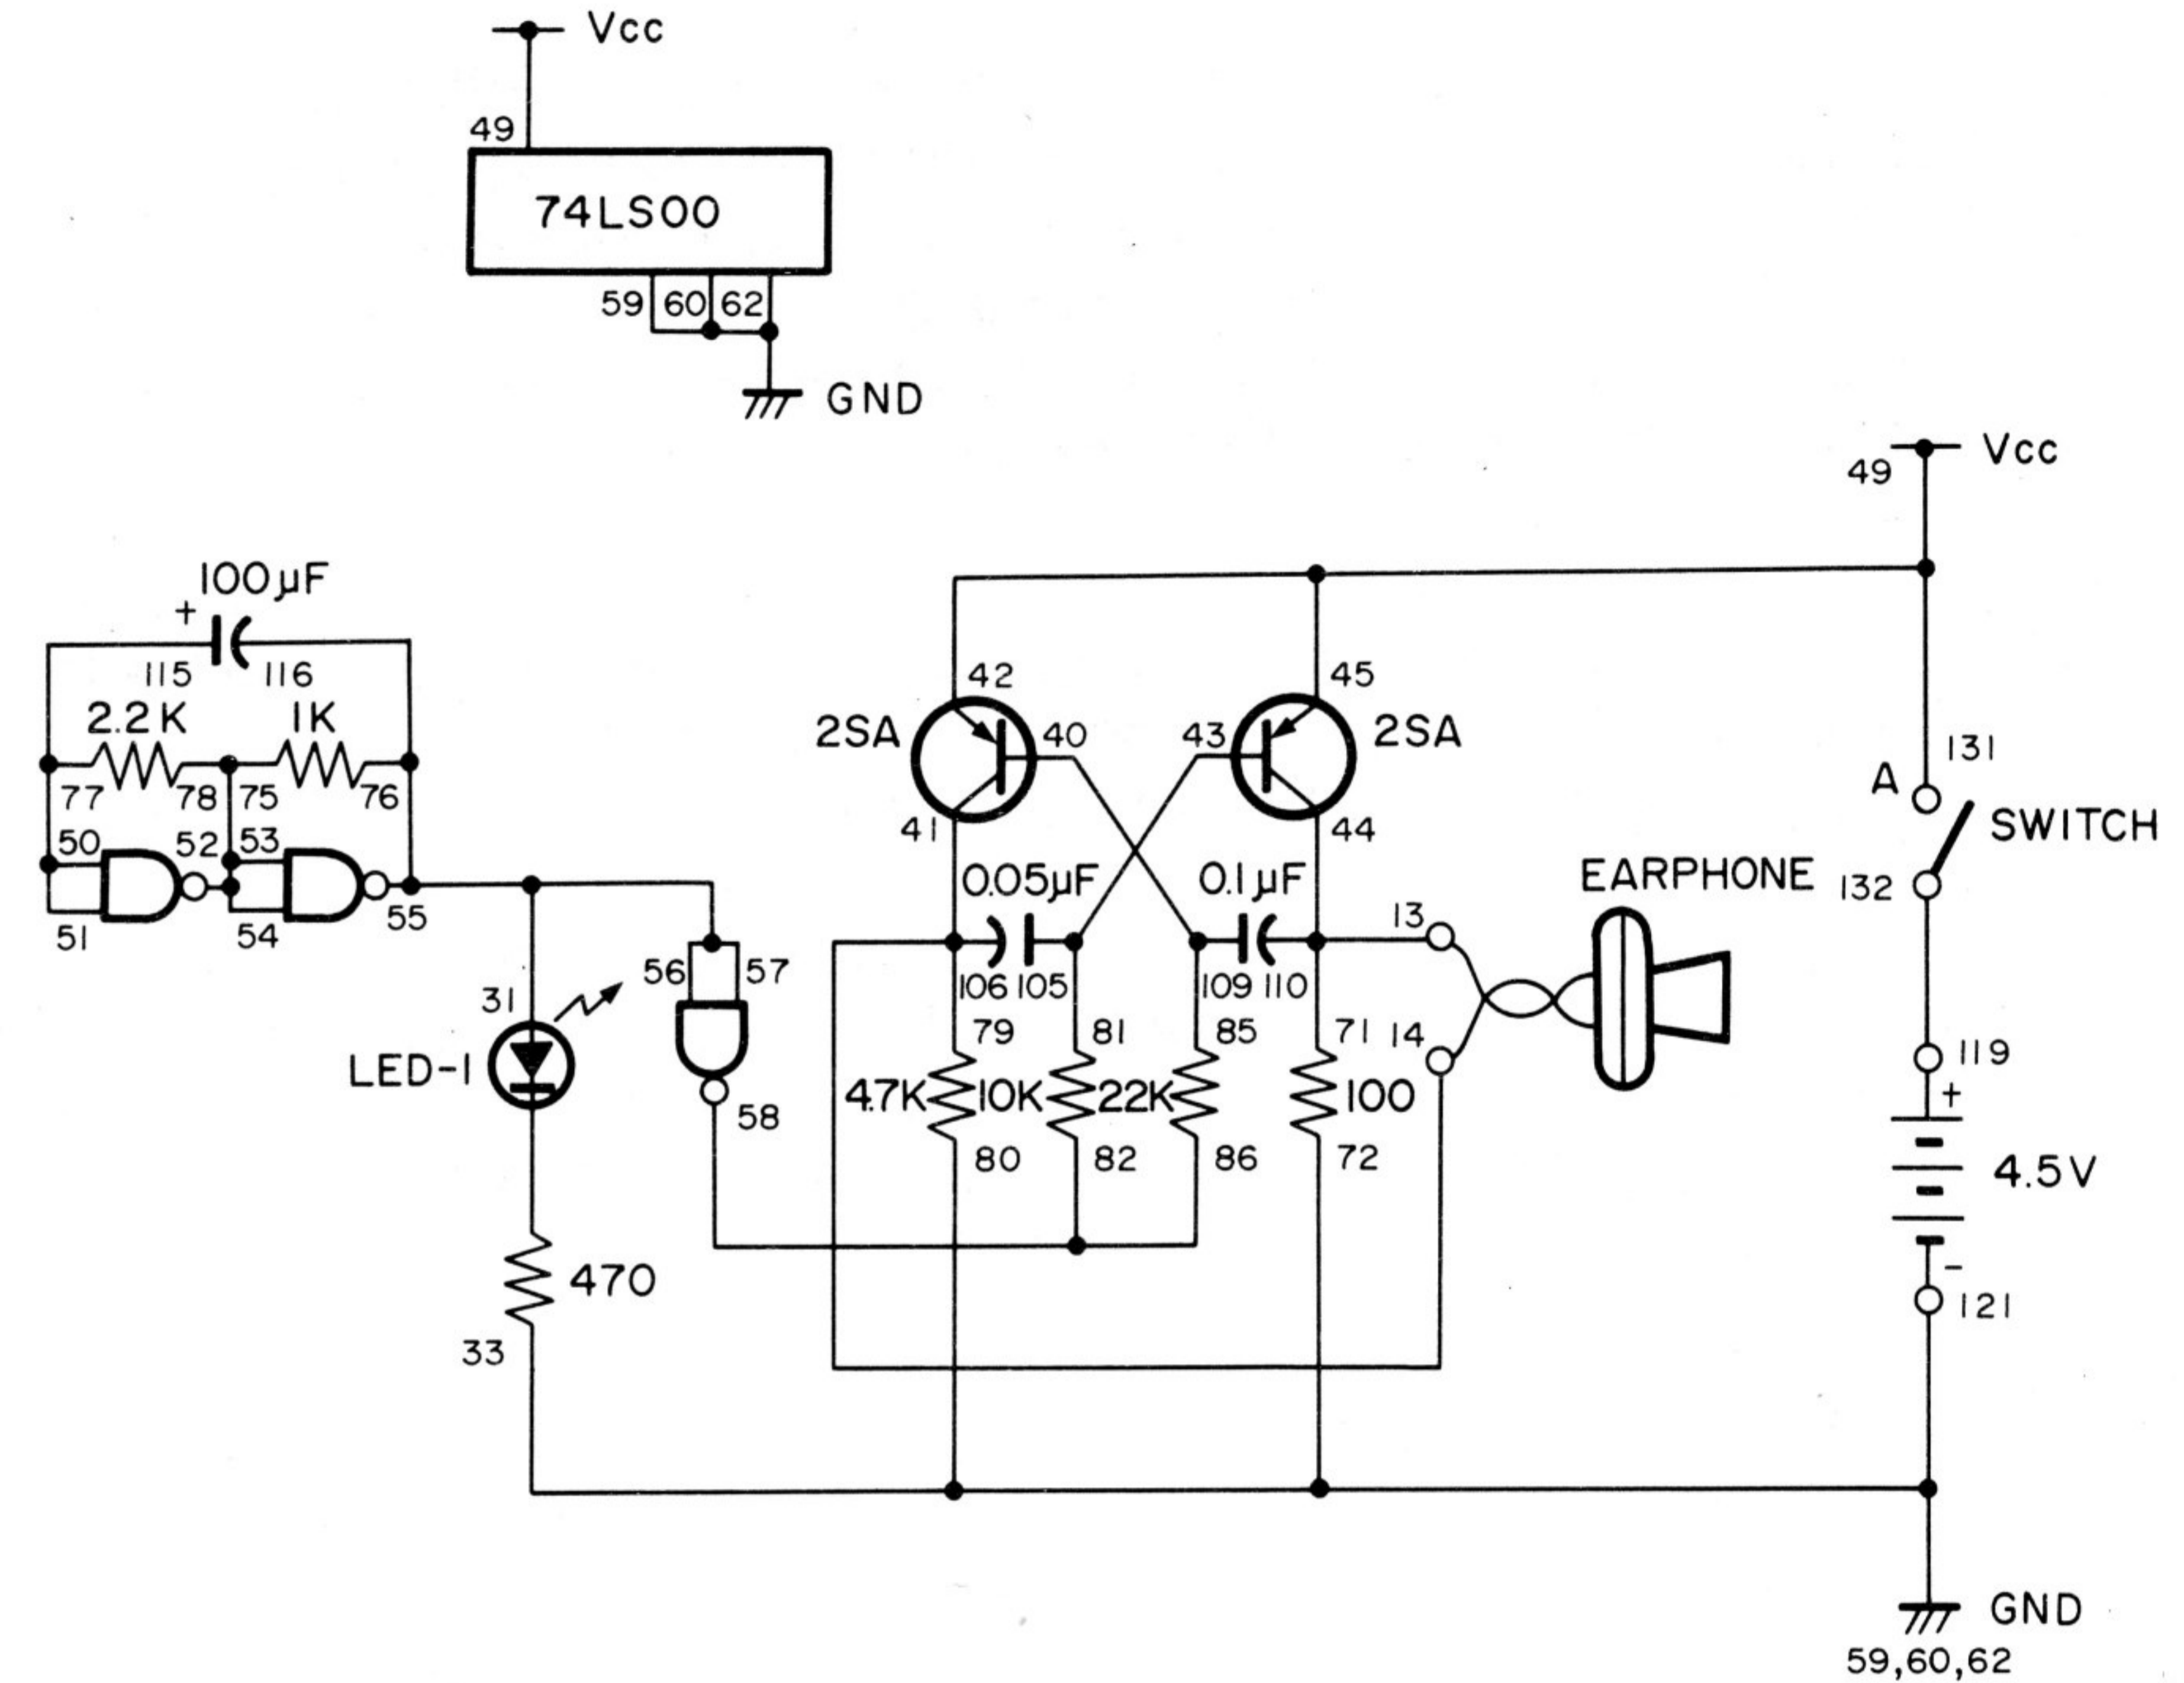 Vcc
49
74LS00
59 60 62
GND
Vcc
49
100µF
+
115 116
2.2K 1K
77 78 75 76
50 52 53
51 54 55
42 45
2SA 40 43 2SA
41 44
131
A
SWITCH
132
0.05µF 0.1µF
EARPHONE
13
56 57
106 105 109 110
31
79 81 85 71 14
119
+
LED-1
4.7K 10K 22K 100
58
80 82 86 72
4.5V
-
470
121
33
GND
59,60,62